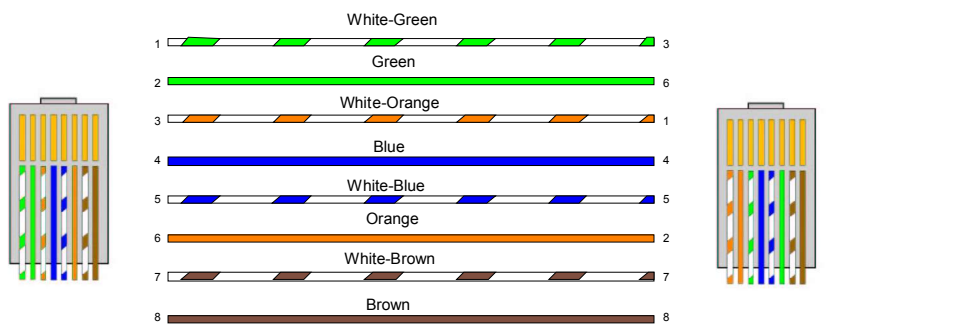 White-Green
1 3
Green
2 6
White-Orange
3 1
Blue
4 4
White-Blue
5 5
Orange
6 2
White-Brown
7 7
Brown
8 8